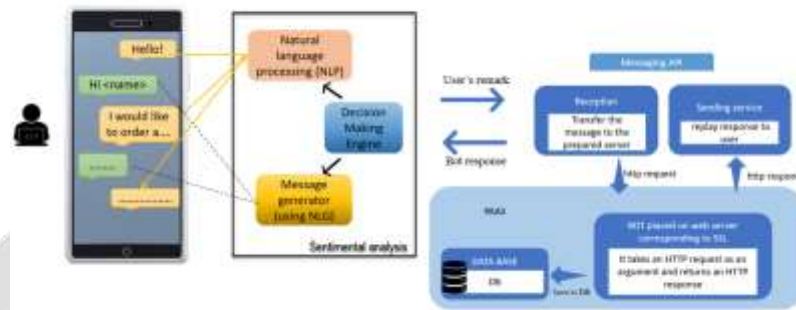 Hello!
Hi <name>
I would like
to order a...
Natural
language
processing (NLP)
Decision
Making
Engine
Message
generator
(using NLG)
Sentimental analysis
User's remark
Bot response
Messaging API
Reception
Transfer the
message to the
prepared server
Sending service
replay response to
user
http request
http request
BOT placed on web server
corresponding to SSL
It takes an HTTP request as an
argument and returns an HTTP
response
DATA BASE
DB